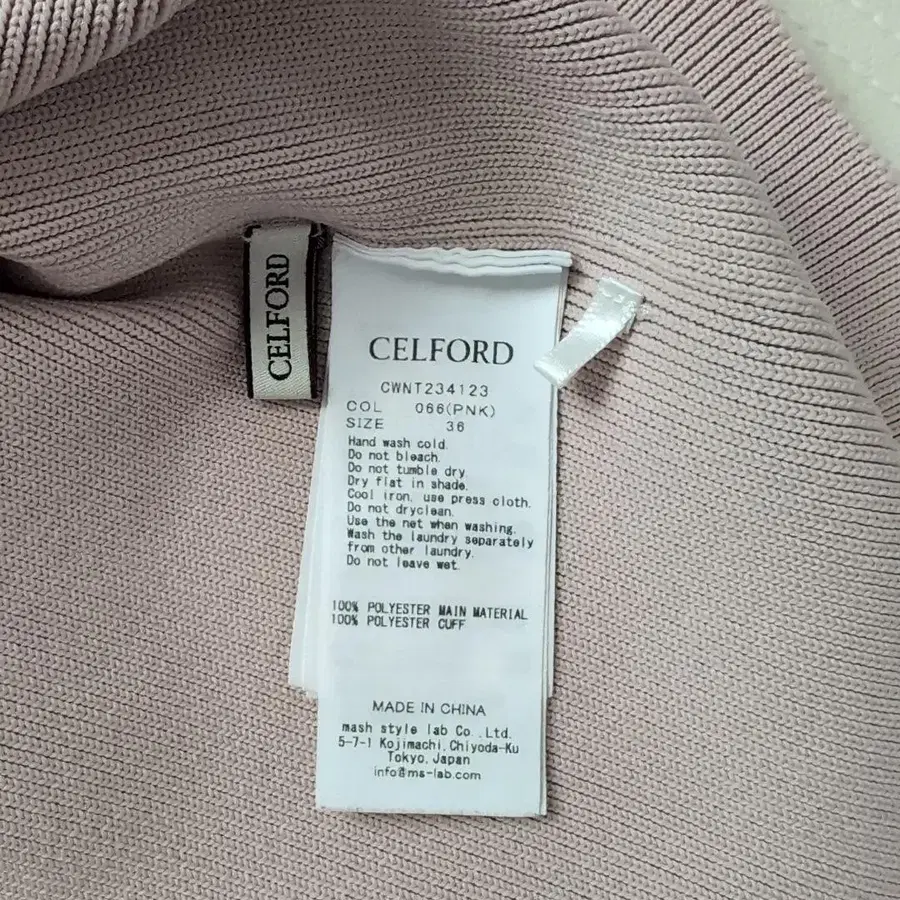 CELFORD
CELFORD
CWNT234123
COL 066(PNK)
SIZE 36
Hand wash cold.
Do not bleach.
Do not tumble dry.
Dry flat in shade.
Cool iron, use press cloth.
Do not dryclean.
Use the net when washing.
Wash the laundry separately
from other laundry.
Do not leave wet.
100% POLYESTER MAIN MATERIAL
100% POLYESTER CUFF
MADE IN CHINA
mash style lab Co.,Ltd.
5-7-1 Kojimachi,Chiyoda-Ku
Tokyo,Japan
info@ms-lab.com